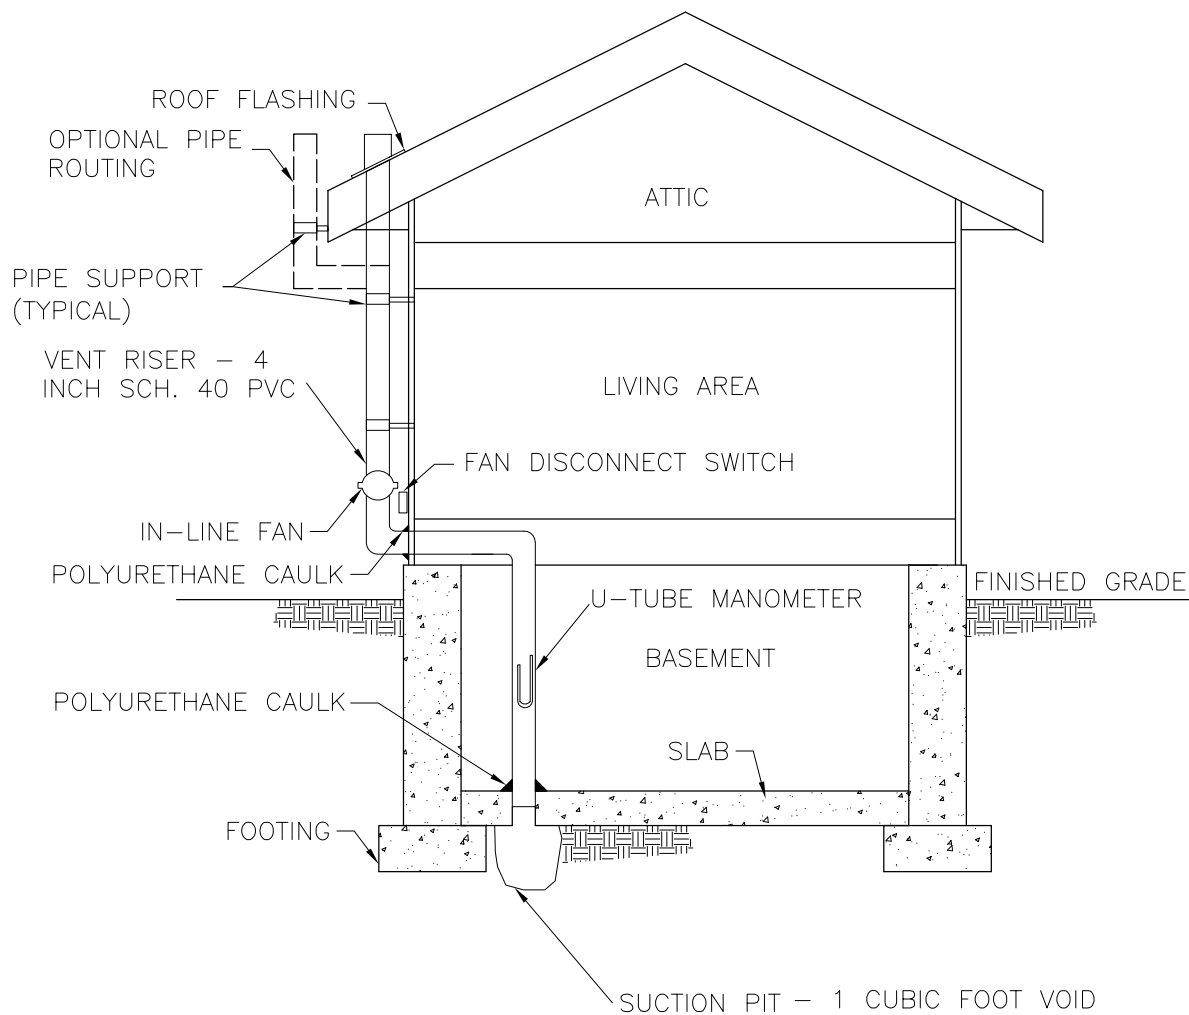 ROOF FLASHING
OPTIONAL PIPE
ROUTING
ATTIC
PIPE SUPPORT
(TYPICAL)
VENT RISER - 4
INCH SCH. 40 PVC
LIVING AREA
FAN DISCONNECT SWITCH
IN-LINE FAN
POLYURETHANE CAULK
FINISHED GRADE
U-TUBE MANOMETER
BASEMENT
POLYURETHANE CAULK
SLAB
FOOTING
SUCTION PIT - 1 CUBIC FOOT VOID